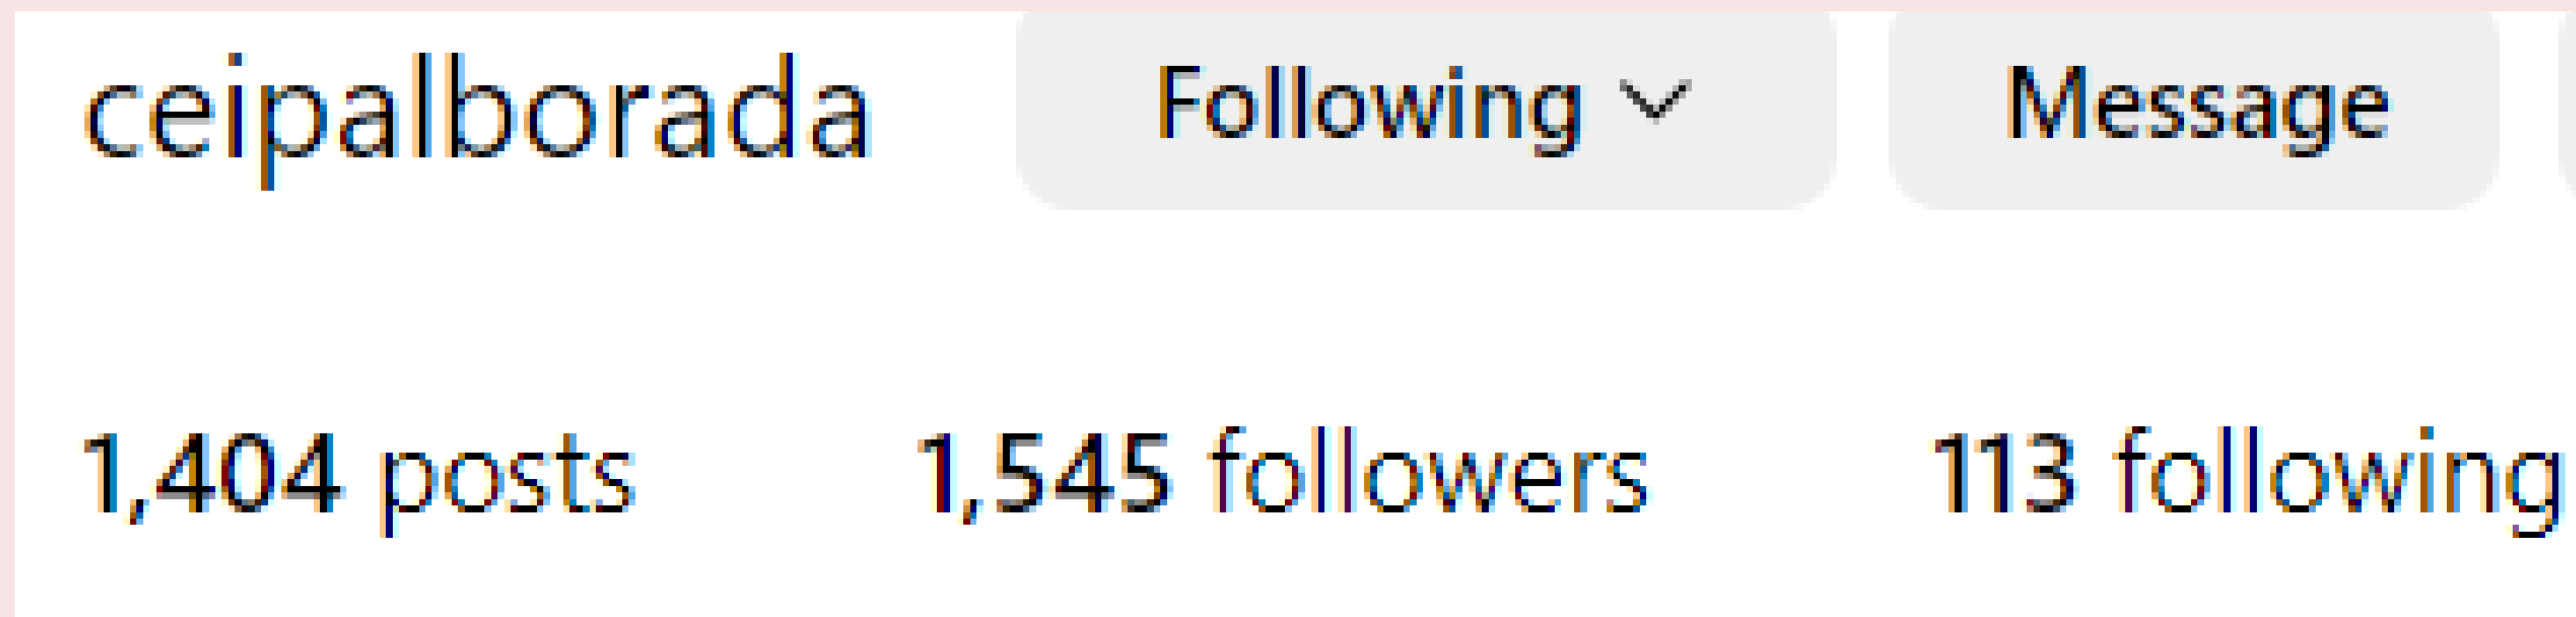 ceipalborada Following Message
1,404 posts 1,545 followers 113 following